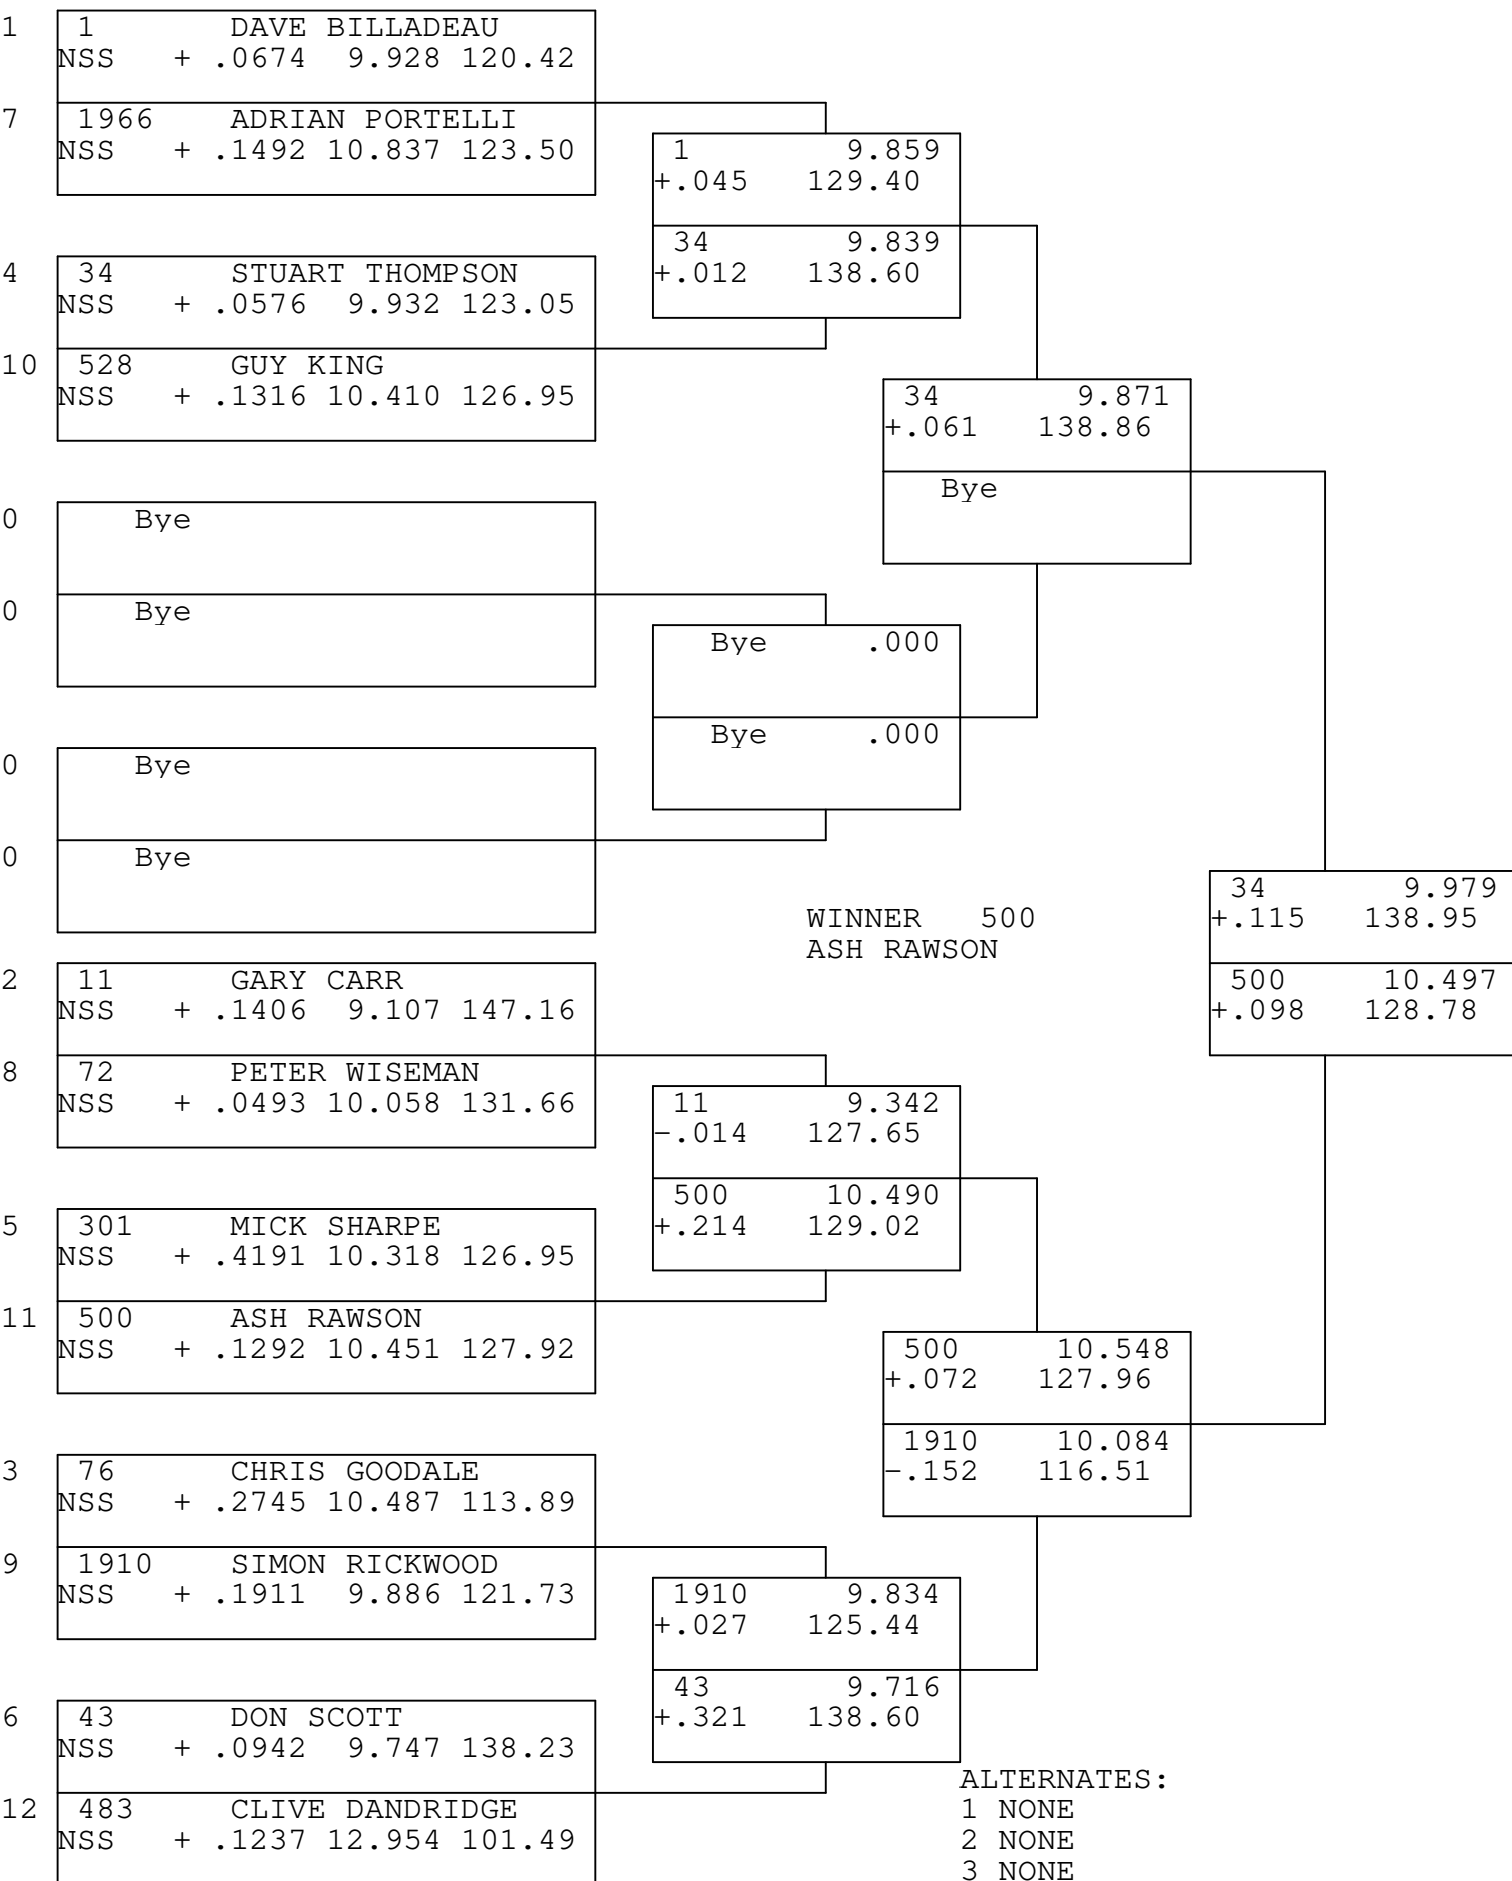 1 1 DAVE BILLADEAU
NSS + .0674 9.928 120.42
7 1966 ADRIAN PORTELLI
NSS + .1492 10.837 123.50
1 9.859
+.045 129.40
34 9.839
+.012 138.60
4 34 STUART THOMPSON
NSS + .0576 9.932 123.05
10 528 GUY KING
NSS + .1316 10.410 126.95
34 9.871
+.061 138.86
Bye
0 Bye
0 Bye
Bye .000
Bye .000
0 Bye
0 Bye
WINNER 500
ASH RAWSON
34 9.979
+.115 138.95
500 10.497
+.098 128.78
2 11 GARY CARR
NSS + .1406 9.107 147.16
8 72 PETER WISEMAN
NSS + .0493 10.058 131.66
11 9.342
-.014 127.65
500 10.490
+.214 129.02
5 301 MICK SHARPE
NSS + .4191 10.318 126.95
11 500 ASH RAWSON
NSS + .1292 10.451 127.92
500 10.548
+.072 127.96
1910 10.084
-.152 116.51
3 76 CHRIS GOODALE
NSS + .2745 10.487 113.89
9 1910 SIMON RICKWOOD
NSS + .1911 9.886 121.73
1910 9.834
+.027 125.44
43 9.716
+.321 138.60
6 43 DON SCOTT
NSS + .0942 9.747 138.23
12 483 CLIVE DANDRIDGE
NSS + .1237 12.954 101.49
ALTERNATES:
1 NONE
2 NONE
3 NONE